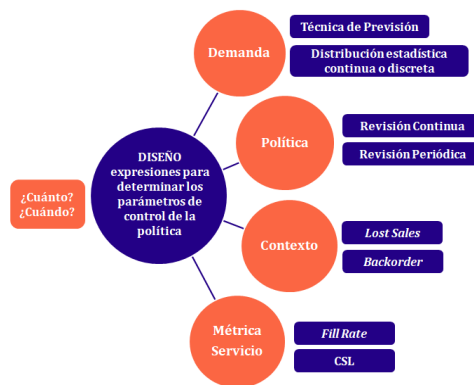 ¿Cuánto?
¿Cuándo?
DISEÑO
expresiones para
determinar los
parámetros de
control de la
política
Demanda
Técnica de Previsión
Distribución estadística
continua o discreta
Política
Revisión Continua
Revisión Periódica
Contexto
Lost Sales
Backorder
Métrica
Servicio
Fill Rate
CSL